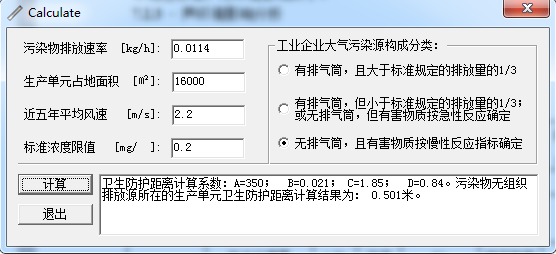 Calculate
污染物排放速率 [kg/h]: 0.0114
生产单元占地面积 [m²]: 16000
近五年平均风速 [m/s]: 2.2
标准浓度限值 [mg/ ]: 0.2
工业企业大气污染源构成分类:
有排气筒，且大于标准规定的排放量的1/3
有排气筒，但小于标准规定的排放量的1/3;
或无排气筒，但有害物质按急性反应确定
无排气筒，且有害物质按慢性反应指标确定
计算
退出
卫生防护距离计算系数: A=350; B=0.021; C=1.85; D=0.84。污染物无组织
排放源所在的生产单元卫生防护距离计算结果为: 0.501米。